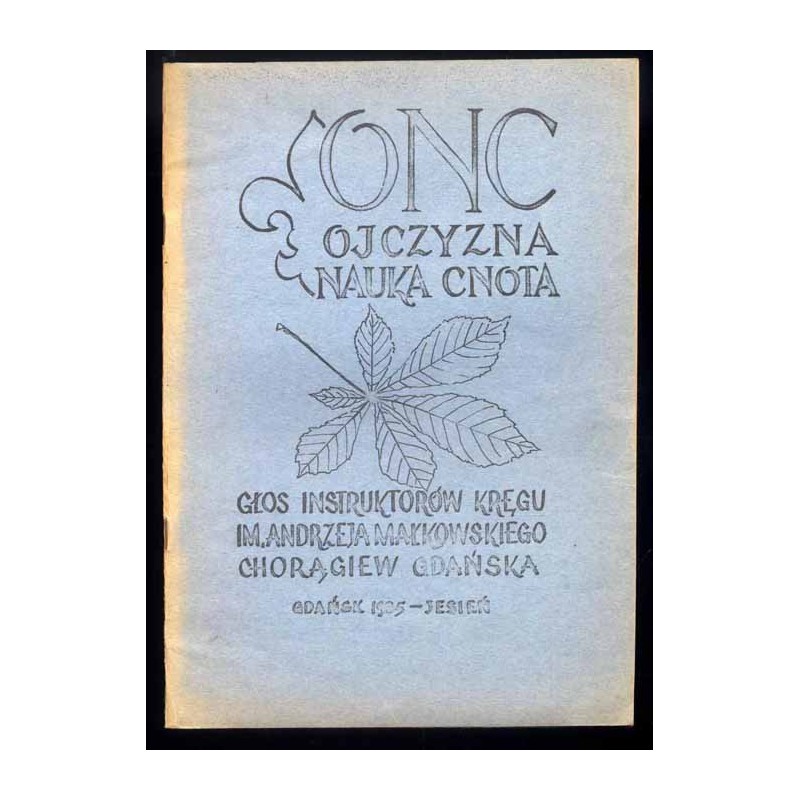 ONC
OJCZYZNA
NAUKA CNOTA
GŁOS INSTRUKTORÓW KRĘGU
IM. ANDRZEJA MAŁKOWSKIEGO
CHORĄGIEW GDAŃSKA
GDAŃSK 1985 - JESIEŃ